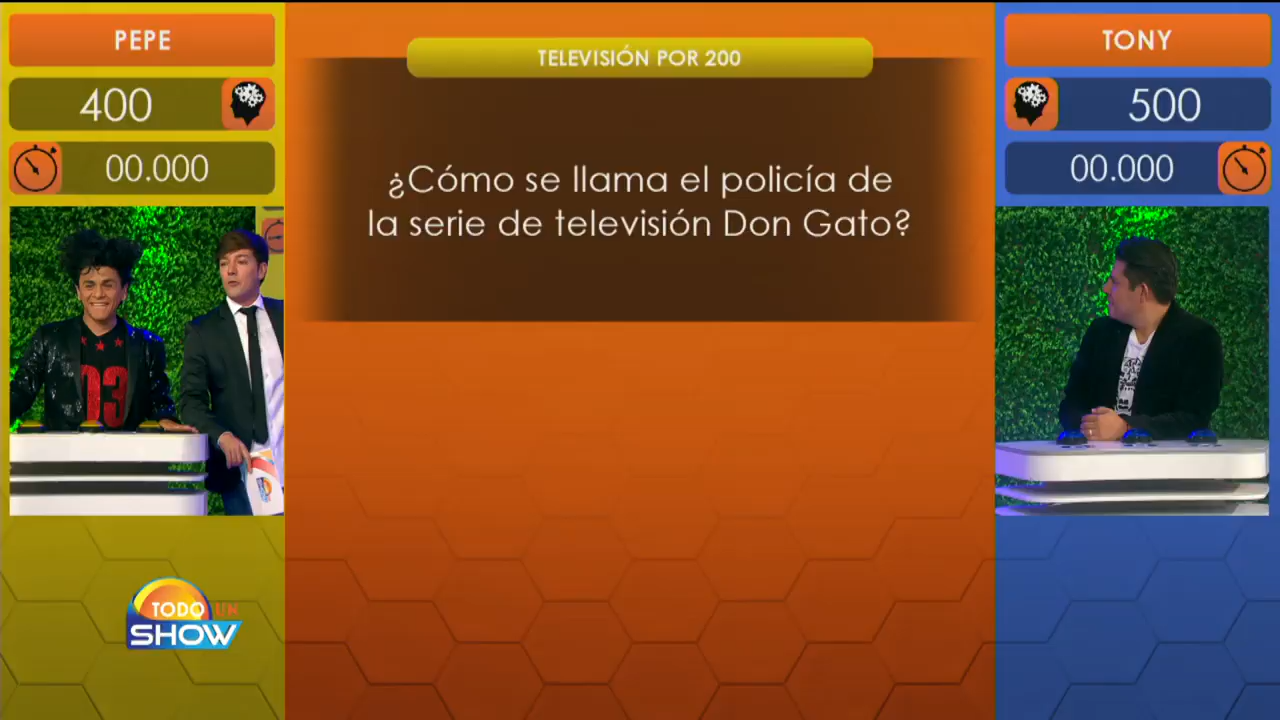 PEPE
400
00.000
TELEVISIÓN POR 200
¿Cómo se llama el policía de
la serie de televisión Don Gato?
TONY
500
00.000
03
TODO UN
SHOW